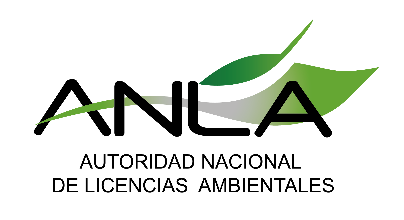 ANLA
AUTORIDAD NACIONAL
DE LICENCIAS AMBIENTALES